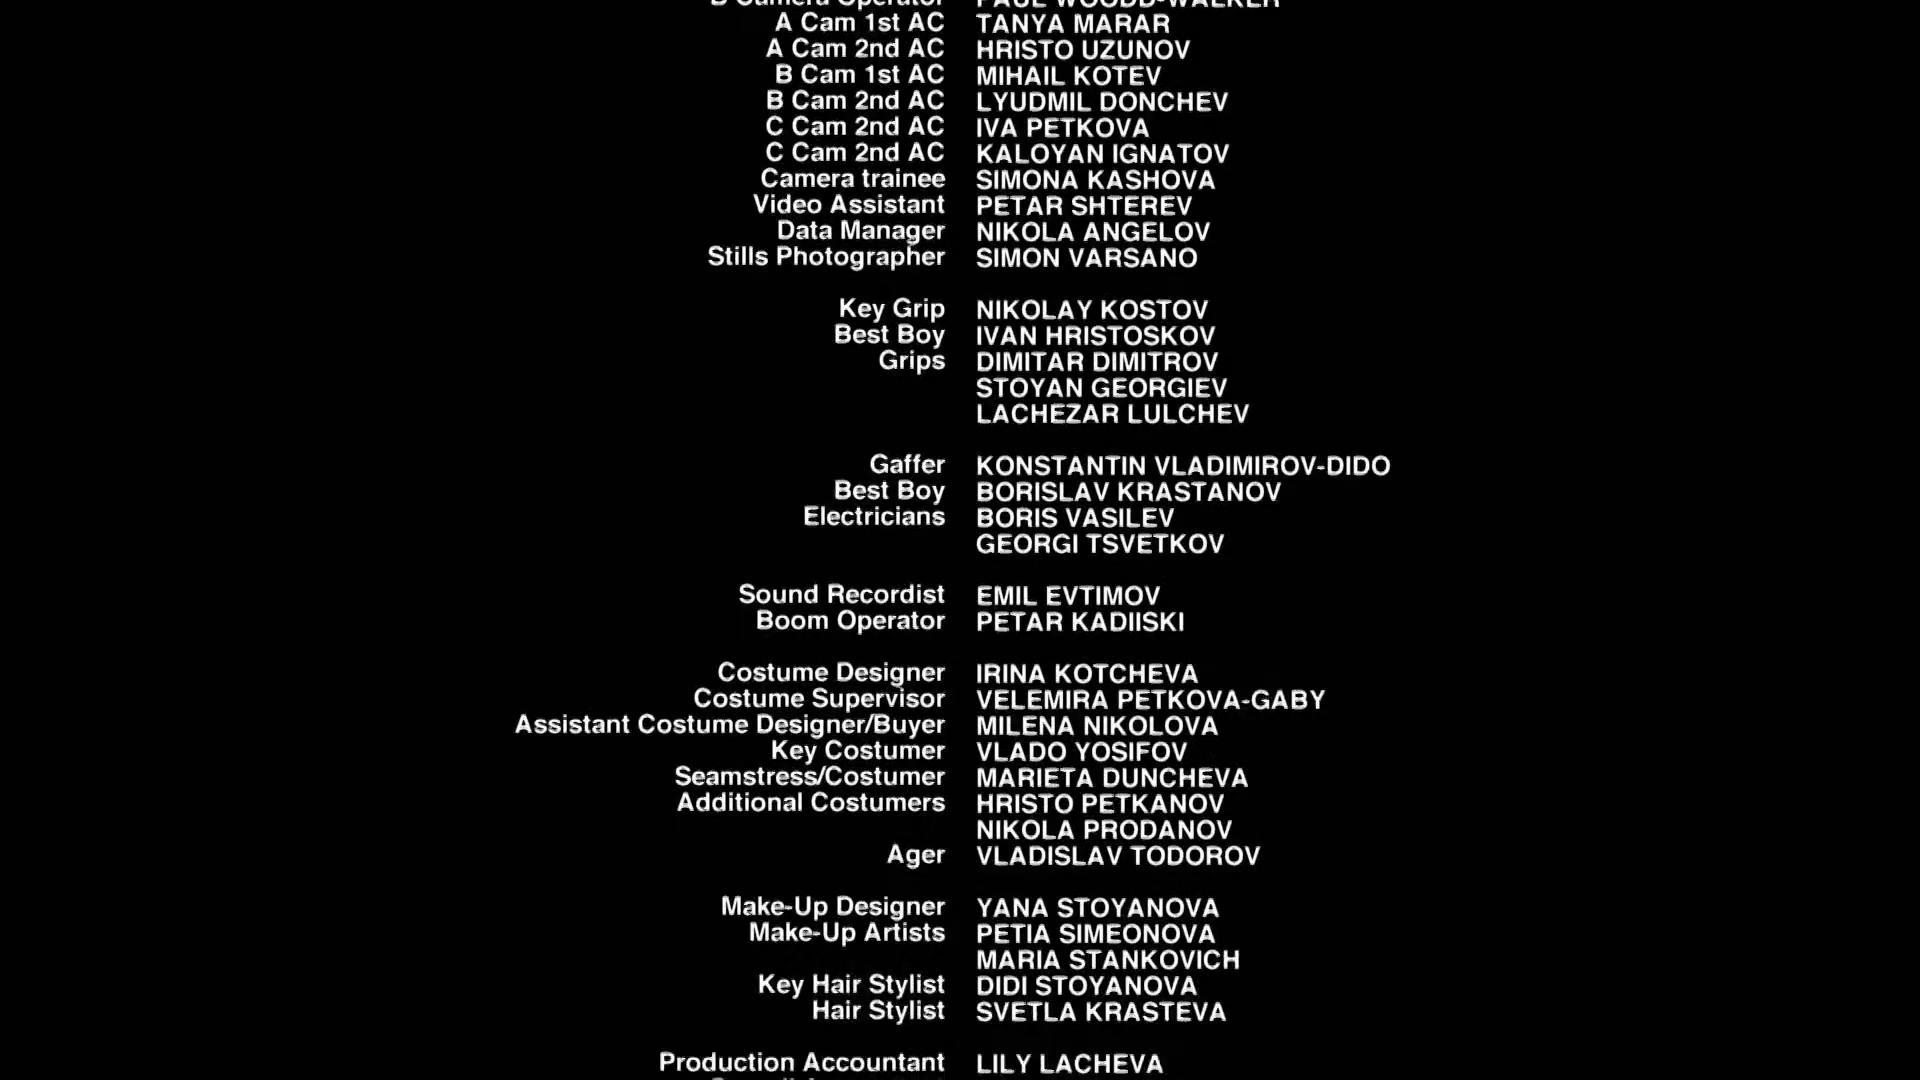 B Camera Operator PAUL WOODD-WALKER
A Cam 1st AC TANYA MARAR
A Cam 2nd AC HRISTO UZUNOV
B Cam 1st AC MIHAIL KOTEV
B Cam 2nd AC LYUDMIL DONCHEV
C Cam 2nd AC IVA PETKOVA
C Cam 2nd AC KALOYAN IGNATOV
Camera trainee SIMONA KASHOVA
Video Assistant PETAR SHTEREV
Data Manager NIKOLA ANGELOV
Stills Photographer SIMON VARSANO
Key Grip NIKOLAY KOSTOV
Best Boy IVAN HRISTOSKOV
Grips DIMITAR DIMITROV
STOYAN GEORGIEV
LACHEZAR LULCHEV
Gaffer KONSTANTIN VLADIMIROV-DIDO
Best Boy BORISLAV KRASTANOV
Electricians BORIS VASILEV
GEORGI TSVETKOV
Sound Recordist EMIL EVTIMOV
Boom Operator PETAR KADIISKI
Costume Designer IRINA KOTCHEVA
Costume Supervisor VELEMIRA PETKOVA-GABY
Assistant Costume Designer/Buyer MILENA NIKOLOVA
Key Costumer VLADO YOSIFOV
Seamstress/Costumer MARIETA DUNCHEVA
Additional Costumers HRISTO PETKANOV
NIKOLA PRODANOV
Ager VLADISLAV TODOROV
Make-Up Designer YANA STOYANOVA
Make-Up Artists PETIA SIMEONOVA
MARIA STANKOVICH
Key Hair Stylist DIDI STOYANOVA
Hair Stylist SVETLA KRASTEVA
Production Accountant LILY LACHEVA